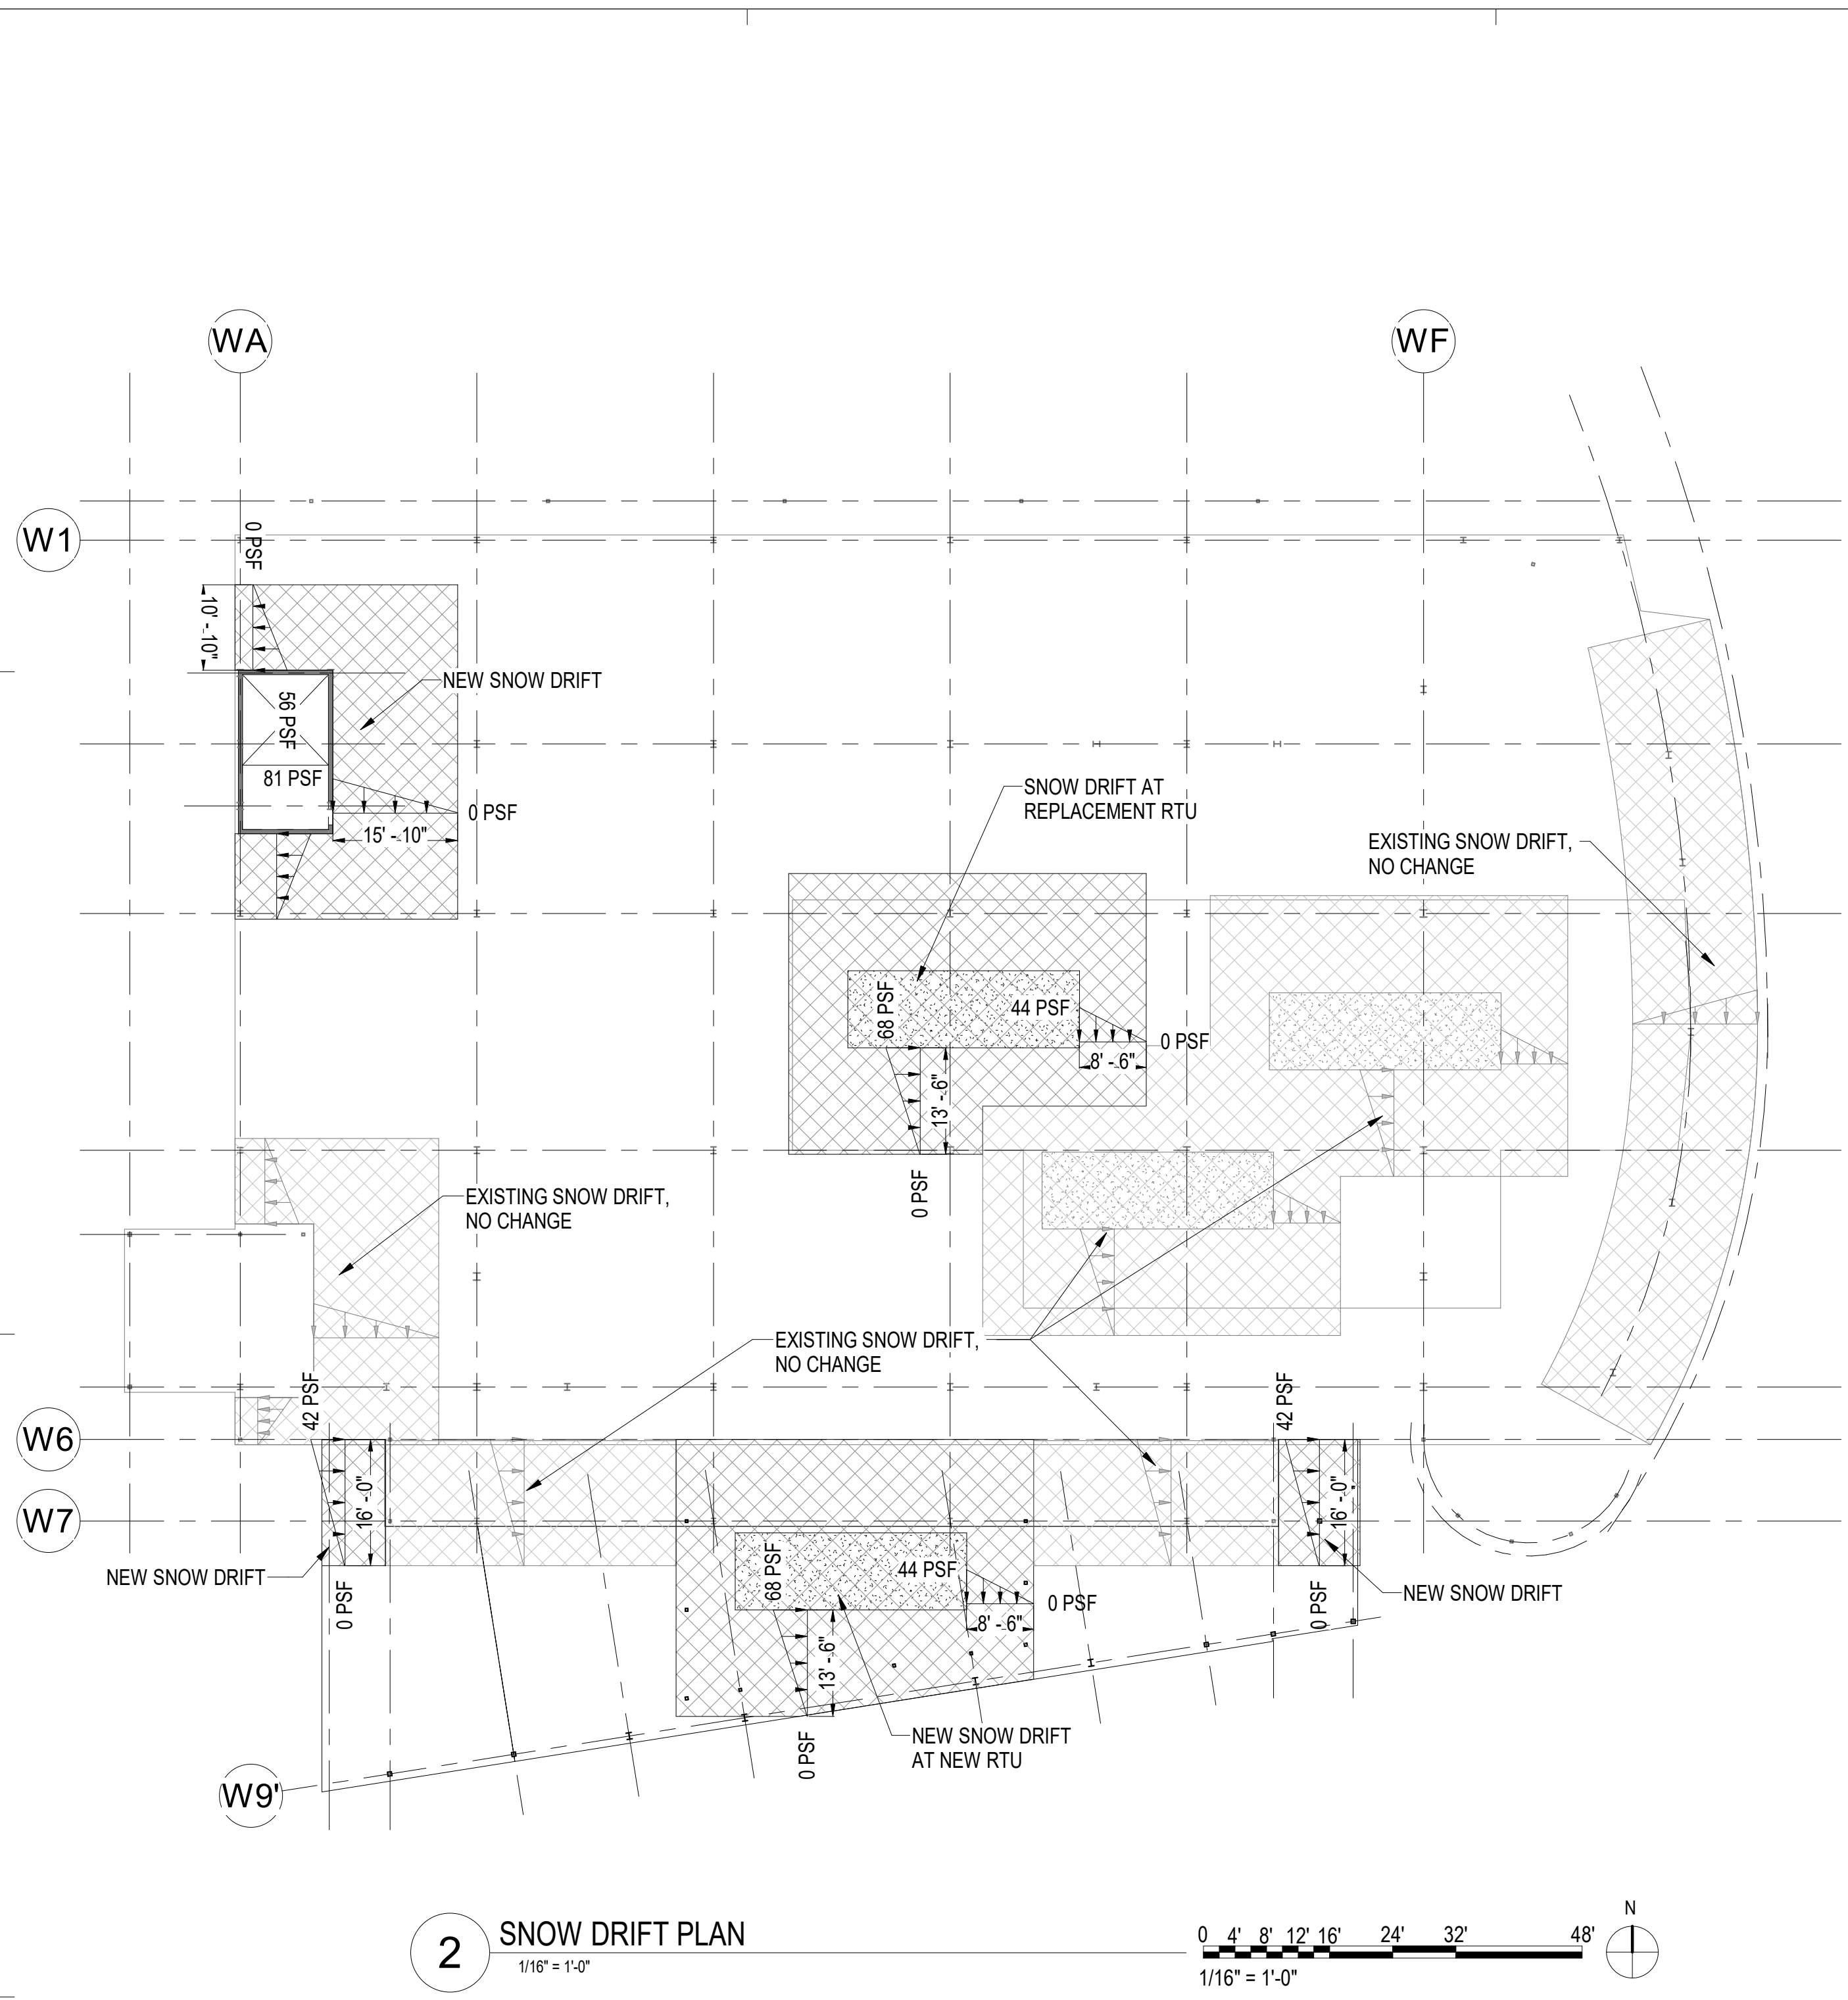 WA
WF
W1
0 PSF
10' - 10"
NEW SNOW DRIFT
56 PSF
81 PSF
0 PSF
15' - 10"
SNOW DRIFT AT
REPLACEMENT RTU
EXISTING SNOW DRIFT,
NO CHANGE
68 PSF
44 PSF
0 PSF
8' - 6"
13' - 6"
0 PSF
EXISTING SNOW DRIFT,
NO CHANGE
EXISTING SNOW DRIFT,
NO CHANGE
42 PSF
42 PSF
W6
16' - 0"
16' - 0"
W7
NEW SNOW DRIFT
0 PSF
68 PSF
44 PSF
0 PSF
8' - 6"
13' - 6"
0 PSF
NEW SNOW DRIFT
0 PSF
NEW SNOW DRIFT
AT NEW RTU
W9'
2
SNOW DRIFT PLAN
1/16" = 1'-0"
0 4' 8' 12' 16' 24' 32' 48'
1/16" = 1'-0"
N